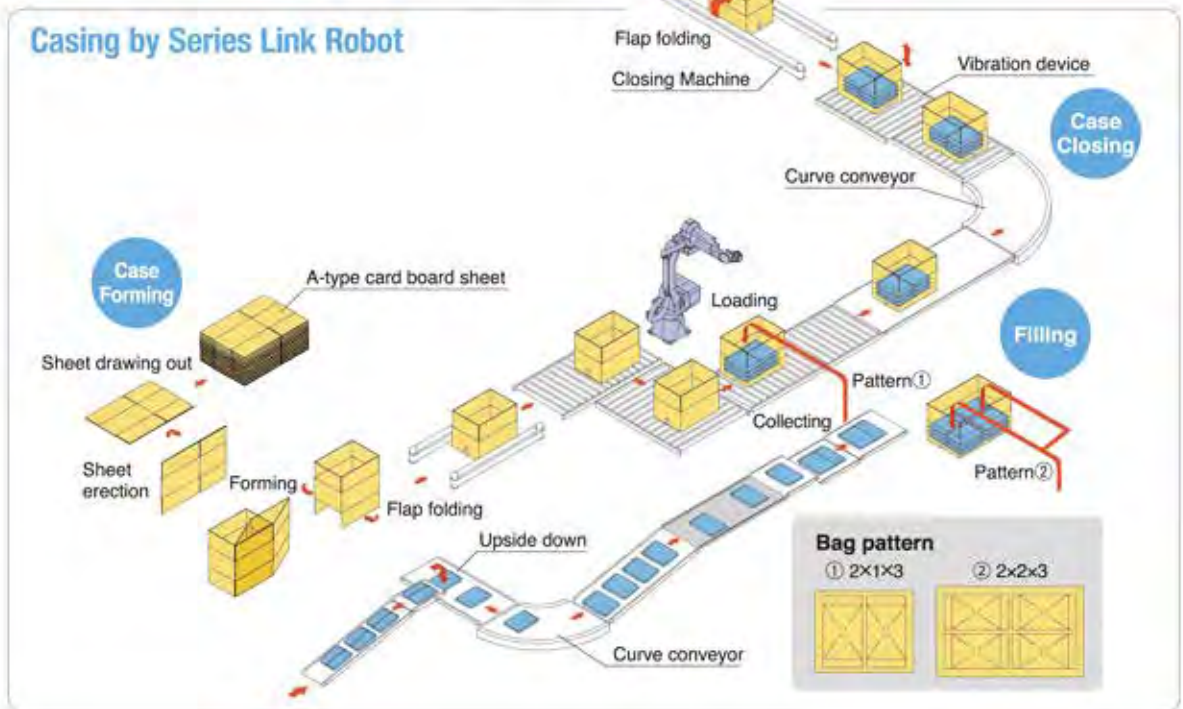 Casing by Series Link Robot
Flap folding
Closing Machine
Vibration device
Case
Closing
Curve conveyor
Case
Forming
A-type card board sheet
Loading
Filling
Sheet drawing out
Pattern①
Collecting
Sheet
erection
Forming
Flap folding
Pattern②
Upside down
Bag pattern
① 2×1×3
② 2×2×3
Curve conveyor